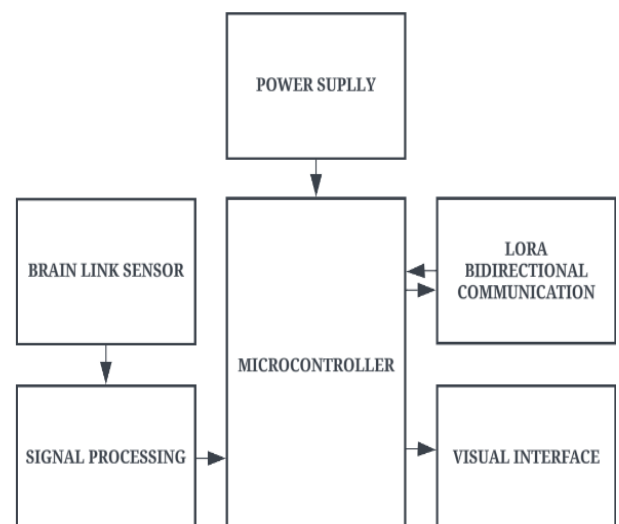 POWER SUPLLY
BRAIN LINK SENSOR
LORA
BIDIRECTIONAL
COMMUNICATION
MICROCONTROLLER
SIGNAL PROCESSING
VISUAL INTERFACE